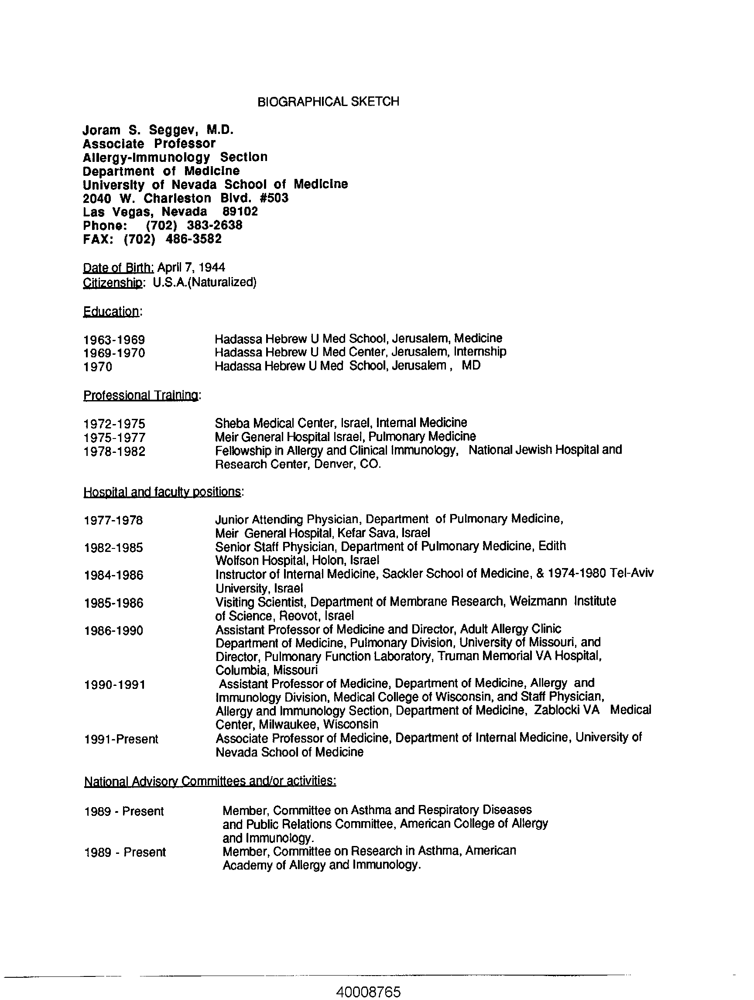 BIOGRAPHICAL SKETCH
Joram S. Seggev, M.D.
Associate Professor
Allergy-Immunology Section
Department of Medicine
University of Nevada School of Medicine
2040 W. Charleston Blvd. #503
Las Vegas, Nevada 89102
Phone: (702) 383-2638
FAX: (702) 486-3582
Date of Birth: April 7, 1944
Citizenship: U.S.A.(Naturalized)
Education:
1963-1969 Hadassa Hebrew U Med School, Jerusalem, Medicine
1969-1970 Hadassa Hebrew U Med Center, Jerusalem, Internship
1970 Hadassa Hebrew U Med School, Jerusalem , MD
Professional Training:
1972-1975 Sheba Medical Center, Israel, Internal Medicine
1975-1977 Meir General Hospital Israel, Pulmonary Medicine
1978-1982 Fellowship in Allergy and Clinical Immunology, National Jewish Hospital and
Research Center, Denver, CO.
Hospital and faculty positions:
1977-1978 Junior Attending Physician, Department of Pulmonary Medicine,
Meir General Hospital, Kefar Sava, Israel
1982-1985 Senior Staff Physician, Department of Pulmonary Medicine, Edith
Wolfson Hospital, Holon, Israel
1984-1986 Instructor of Internal Medicine, Sackler School of Medicine, & 1974-1980 Tel-Aviv
University, Israel
1985-1986 Visiting Scientist, Department of Membrane Research, Weizmann Institute
of Science, Reovot, Israel
1986-1990 Assistant Professor of Medicine and Director, Adult Allergy Clinic
Department of Medicine, Pulmonary Division, University of Missouri, and
Director, Pulmonary Function Laboratory, Truman Memorial VA Hospital,
Columbia, Missouri
1990-1991 Assistant Professor of Medicine, Department of Medicine, Allergy and
Immunology Division, Medical College of Wisconsin, and Staff Physician,
Allergy and Immunology Section, Department of Medicine, Zablocki VA Medical
Center, Milwaukee, Wisconsin
1991-Present Associate Professor of Medicine, Department of Internal Medicine, University of
Nevada School of Medicine
National Advisory Committees and/or activities:
1989 - Present Member, Committee on Asthma and Respiratory Diseases
and Public Relations Committee, American College of Allergy
and Immunology.
1989 - Present Member, Committee on Research in Asthma, American
Academy of Allergy and Immunology.
40008765